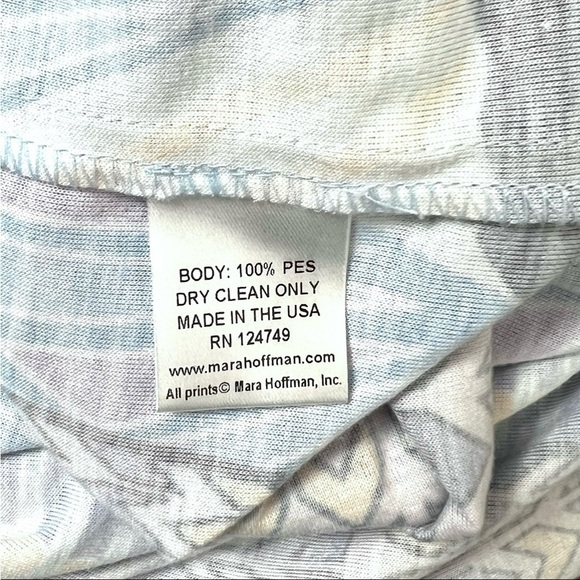 BODY: 100% PES
DRY CLEAN ONLY
MADE IN THE USA
RN 124749
www.marahoffman.com
All prints© Mara Hoffman, Inc.